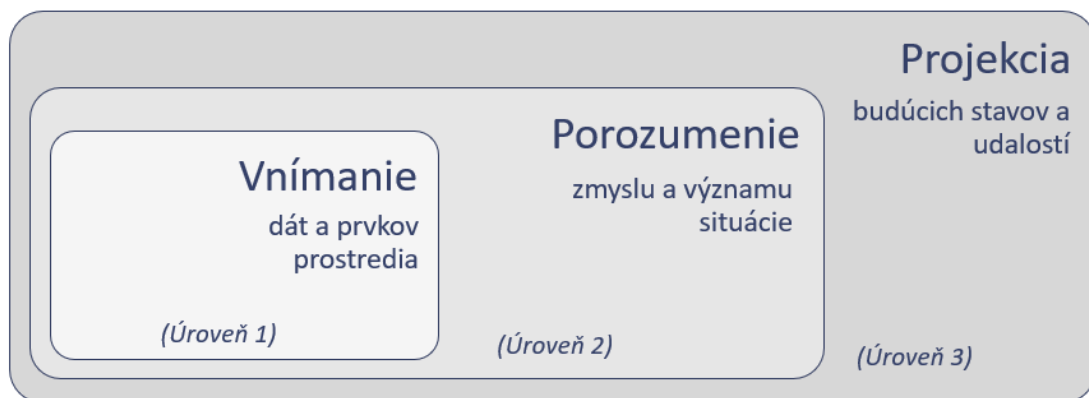 Projekcia
budúcich stavov a
udalostí
(Úroveň 3)
Porozumenie
zmyslu a významu
situácie
(Úroveň 2)
Vnímanie
dát a prvkov
prostredia
(Úroveň 1)